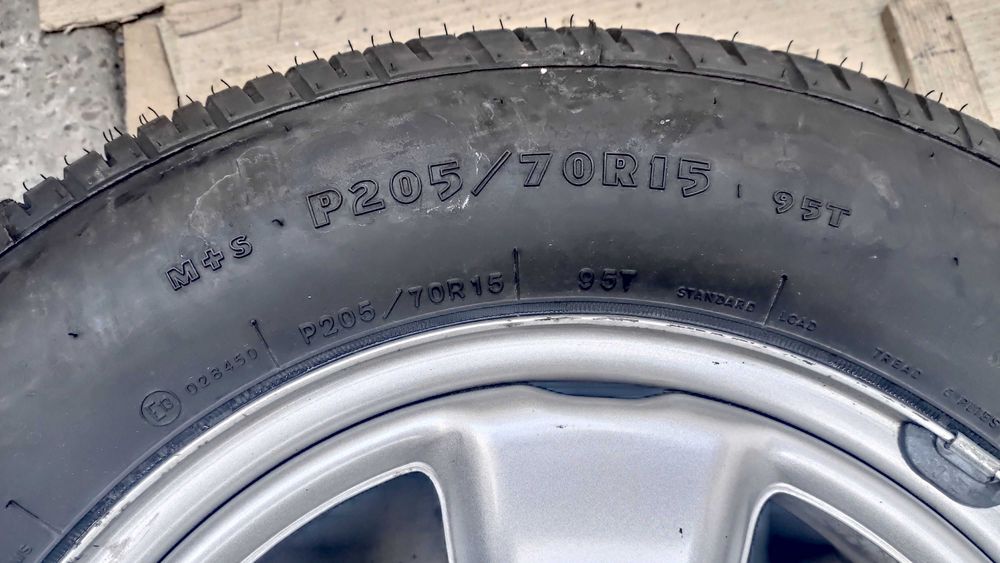 M+S P205/70R15 95T
028450 P205/70R15 95T STANDARD LOAD TREAD